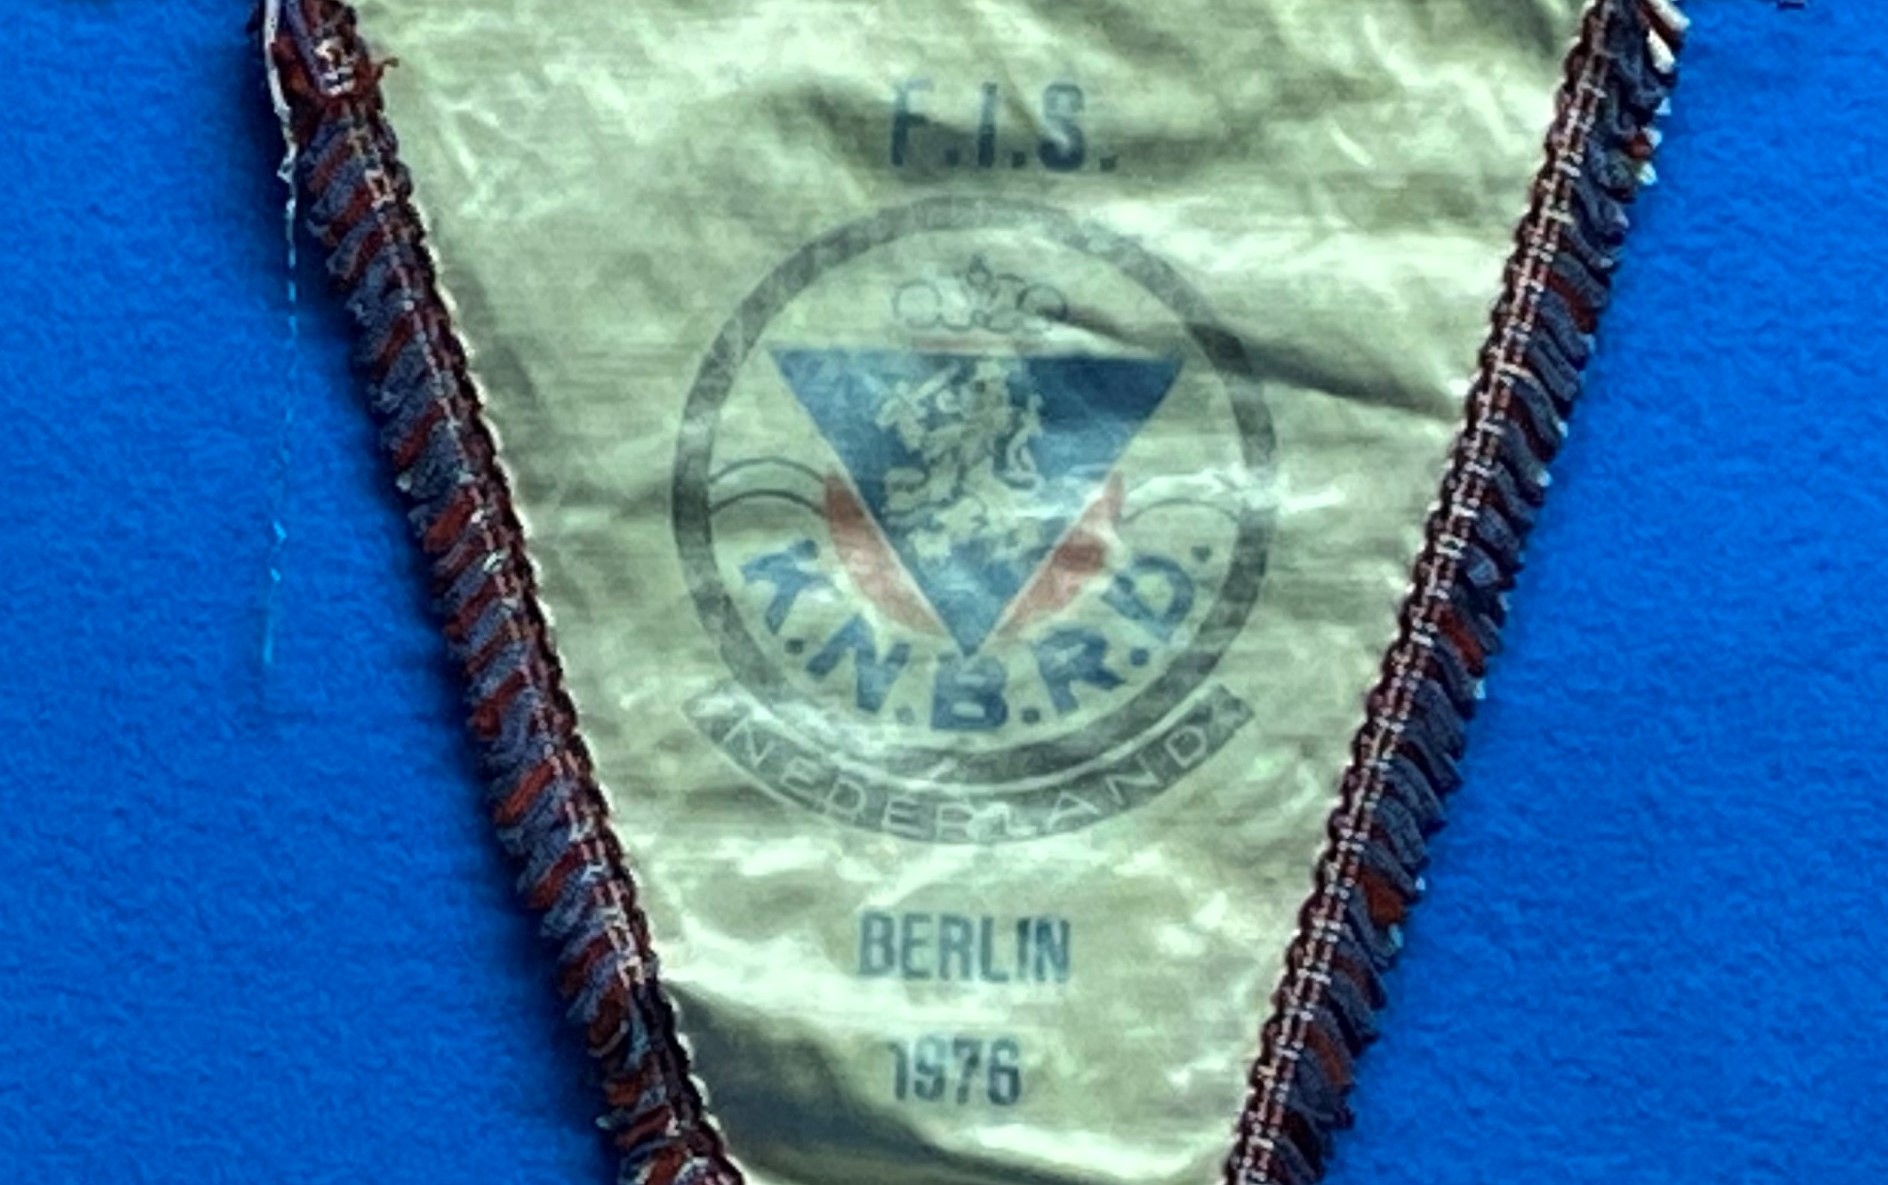 F.I.S.
K.N.B.R.D.
NEDERLAND
BERLIN
1976